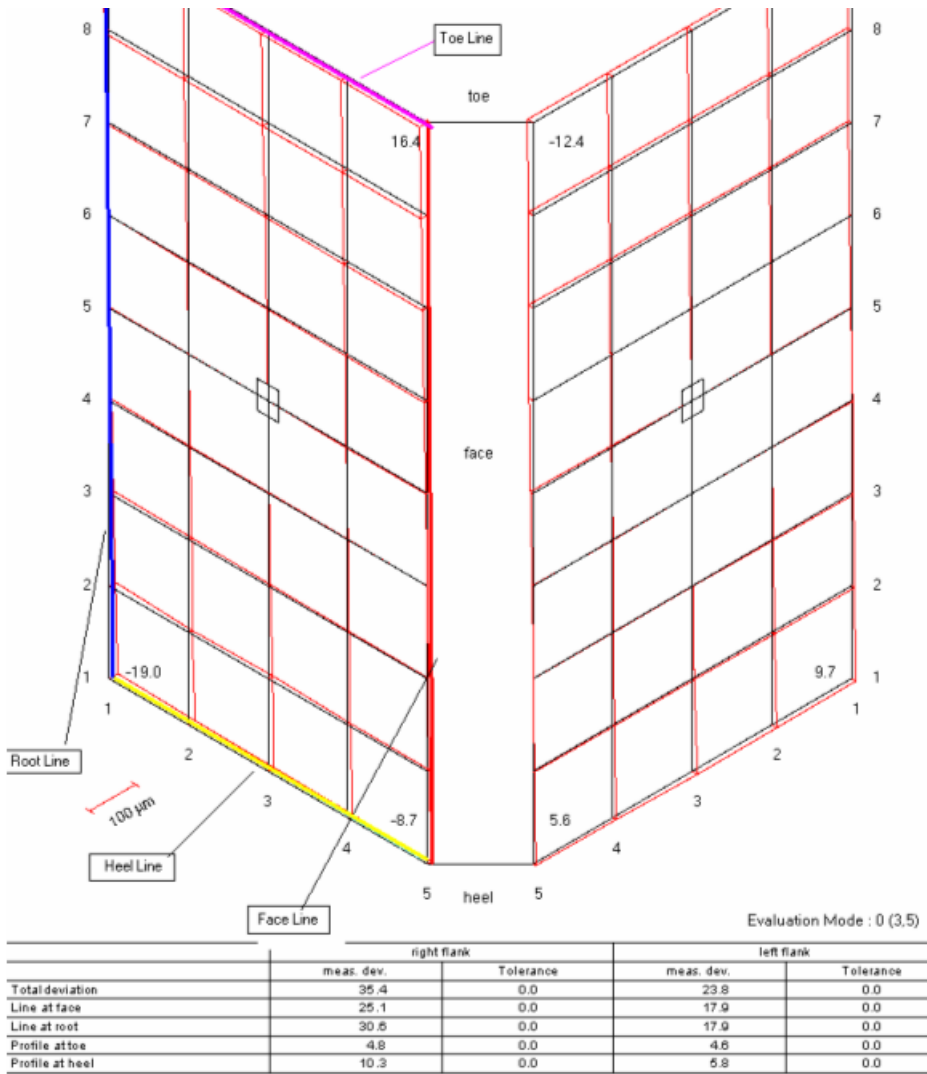 8 8
Toe Line
toe
7 7
16.4 -12.4
6 6
5 5
4 4
face
3 3
2 2
1 -19.0 9.7 1
1 1
Root Line 2 2
100 µm 3 3
-8.7 5.6
4 4
Heel Line
5 heel 5
Face Line
Evaluation Mode : 0 (3,5)
right flank left flank
meas. dev. Tolerance meas. dev. Tolerance
Total deviation 35.4 0.0 23.8 0.0
Line at face 25.1 0.0 17.9 0.0
Line at root 30.6 0.0 17.9 0.0
Profile at toe 4.8 0.0 4.6 0.0
Profile at heel 10.3 0.0 5.8 0.0